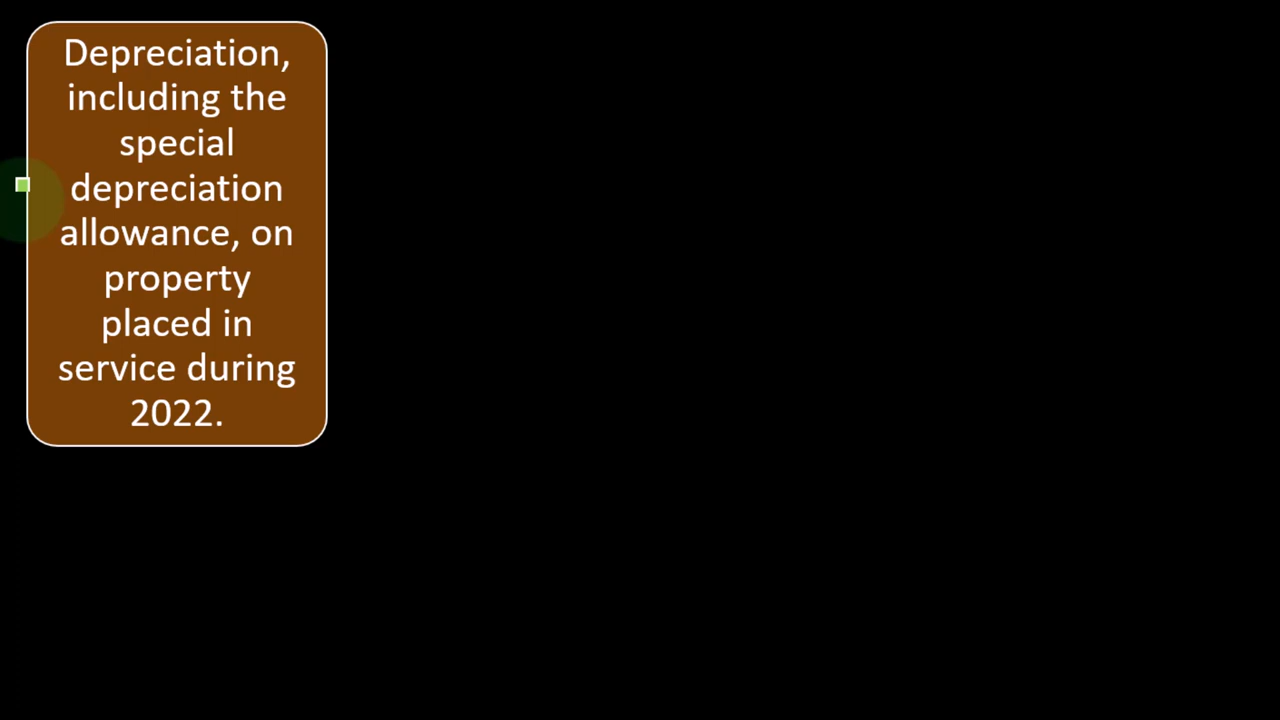 Depreciation,
including the
special
depreciation
allowance, on
property
placed in
service during
2022.